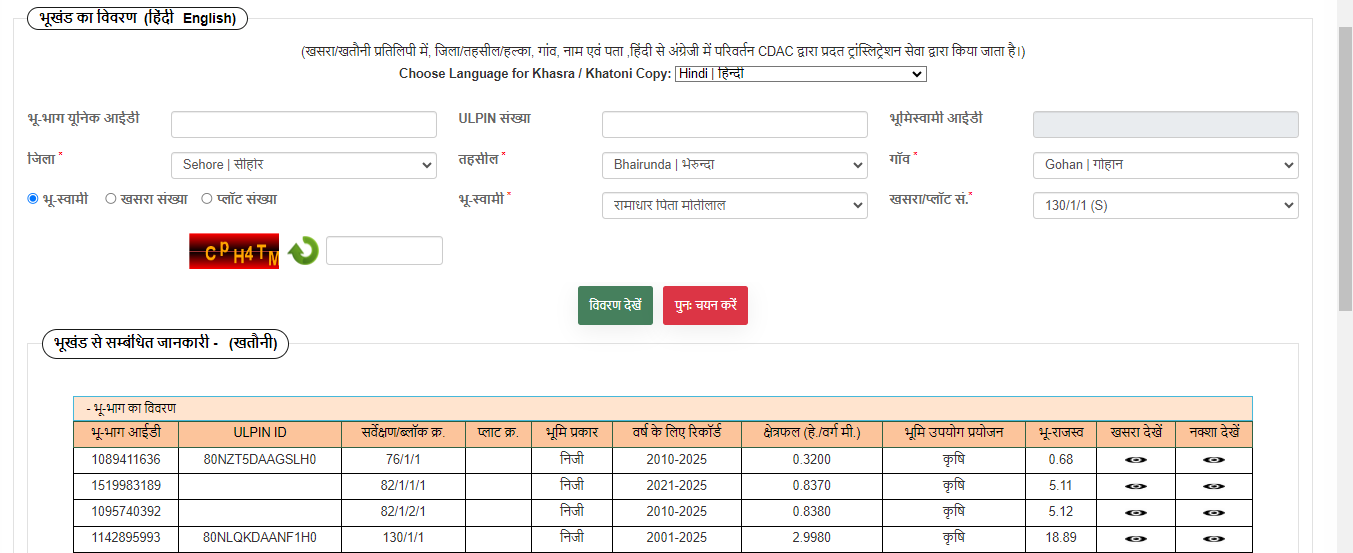 भूखंड का विवरण (हिंदी English)
(खसरा/खतौनी प्रतिलिपी में, जिला/तहसील/हल्का, गांव, नाम एवं पता ,हिंदी से अंग्रेजी में परिवर्तन CDAC द्वारा प्रदत ट्रांस्लिट्रेशन सेवा द्वारा किया जाता है।)
Choose Language for Khasra / Khatoni Copy: Hindi | हिन्दी
भू-भाग यूनिक आईडी ULPIN संख्या भूमिस्वामी आईडी
जिला * Sehore | सीहोर तहसील * Bhairunda | भेरुन्दा गॉव * Gohan | गोहान
भू-स्वामी खसरा संख्या प्लॉट संख्या भू-स्वामी * रामाधार पिता मोतीलाल खसरा/प्लॉट सं.* 130/1/1 (S)
CPH4TM
विवरण देखें पुनः चयन करें
भूखंड से सम्बंधित जानकारी - (खतौनी)
- भू-भाग का विवरण
भू-भाग आईडी ULPIN ID सर्वेक्षण/ब्लॉक क्र. प्लाट क्र. भूमि प्रकार वर्ष के लिए रिकॉर्ड क्षेत्रफल (हे./वर्ग मी.) भूमि उपयोग प्रयोजन भू-राजस्व खसरा देखें नक्शा देखें
1089411636 80NZT5DAAGSLH0 76/1/1 निजी 2010-2025 0.3200 कृषि 0.68
1519983189 82/1/1/1 निजी 2021-2025 0.8370 कृषि 5.11
1095740392 82/1/2/1 निजी 2010-2025 0.8380 कृषि 5.12
1142895993 80NLQKDAANF1H0 130/1/1 निजी 2001-2025 2.9980 कृषि 18.89